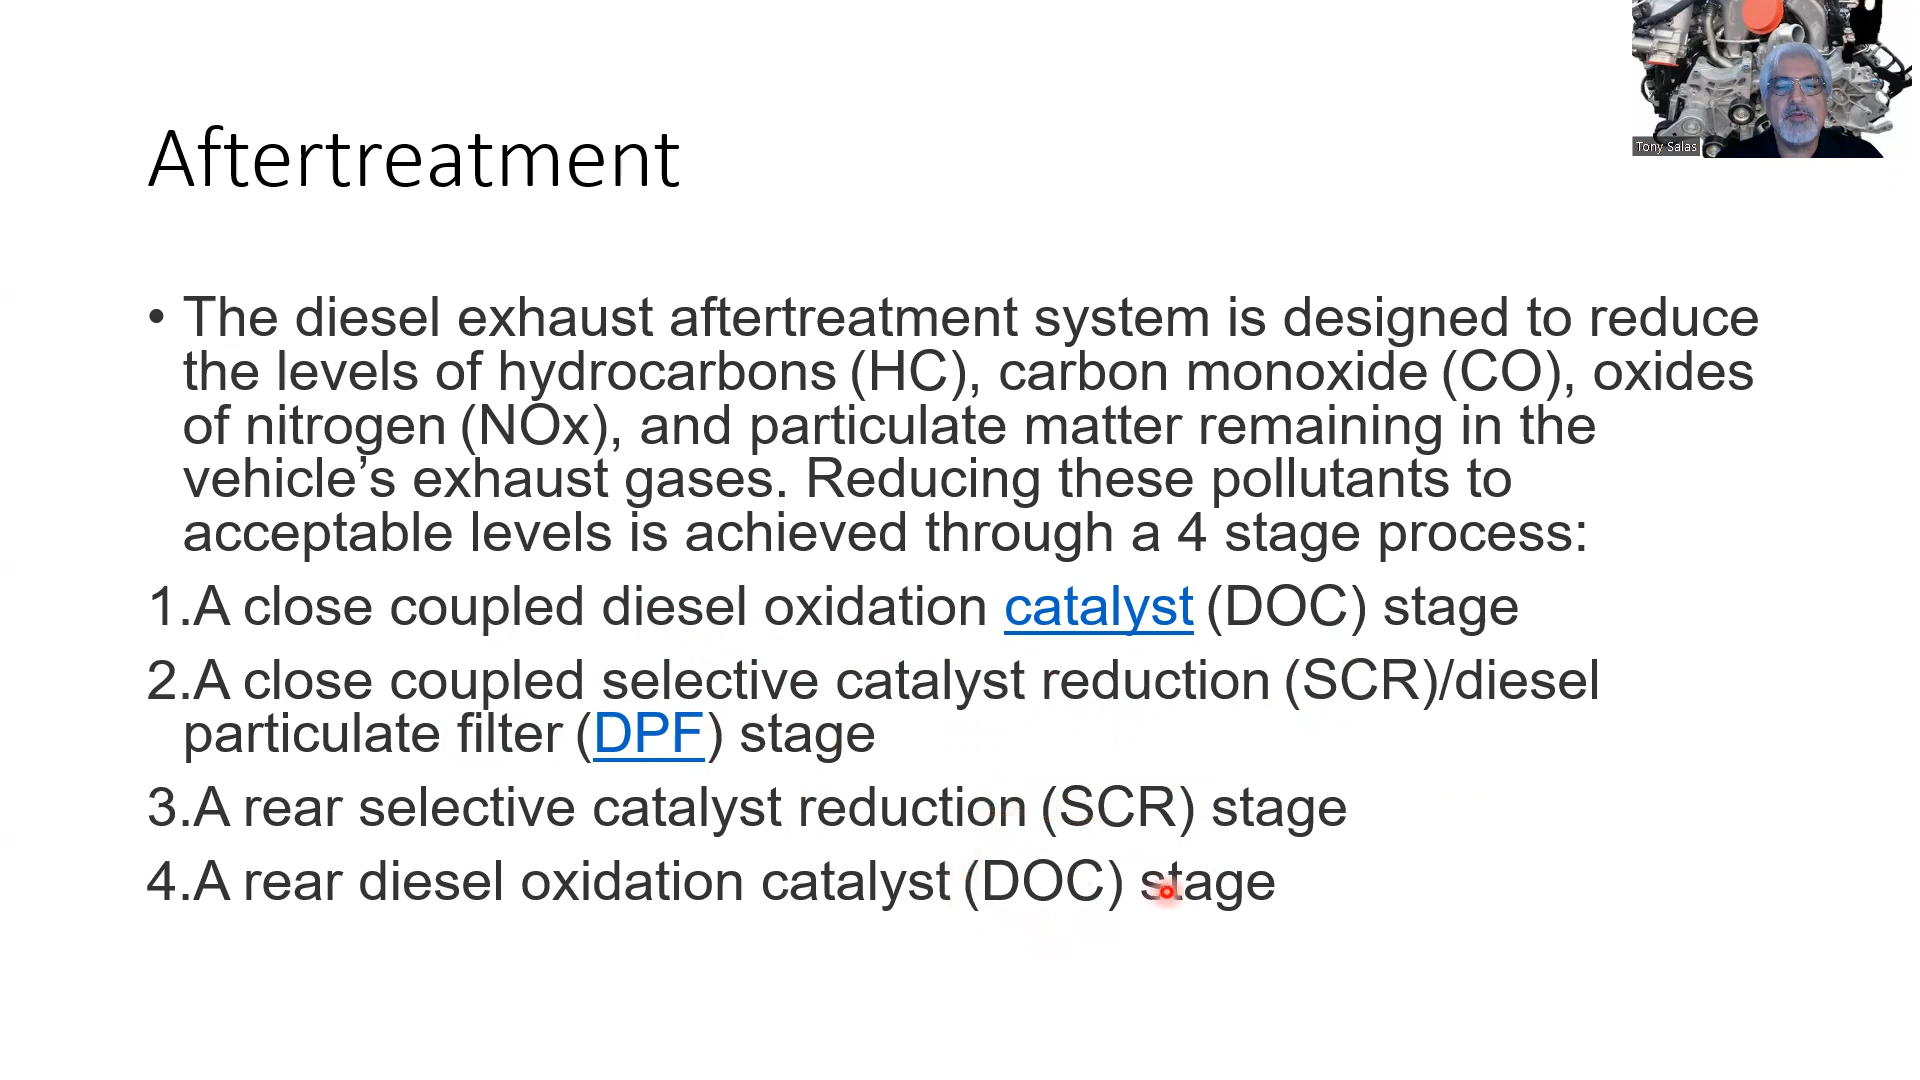 Tony Salas
Aftertreatment
• The diesel exhaust aftertreatment system is designed to reduce
the levels of hydrocarbons (HC), carbon monoxide (CO), oxides
of nitrogen (NOx), and particulate matter remaining in the
vehicle’s exhaust gases. Reducing these pollutants to
acceptable levels is achieved through a 4 stage process:
1.A close coupled diesel oxidation catalyst (DOC) stage
2.A close coupled selective catalyst reduction (SCR)/diesel
particulate filter (DPF) stage
3.A rear selective catalyst reduction (SCR) stage
4.A rear diesel oxidation catalyst (DOC) stage